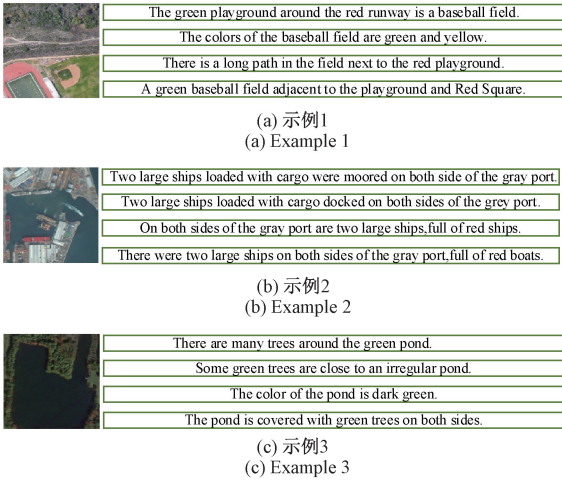 The green playground around the red runway is a baseball field.
The colors of the baseball field are green and yellow.
There is a long path in the field next to the red playground.
A green baseball field adjacent to the playground and Red Square.
(a) 示例1
(a) Example 1
Two large ships loaded with cargo were moored on both side of the gray port.
Two large ships loaded with cargo docked on both sides of the grey port.
On both sides of the gray port are two large ships,full of red ships.
There were two large ships on both sides of the gray port,full of red boats.
(b) 示例2
(b) Example 2
There are many trees around the green pond.
Some green trees are close to an irregular pond.
The color of the pond is dark green.
The pond is covered with green trees on both sides.
(c) 示例3
(c) Example 3